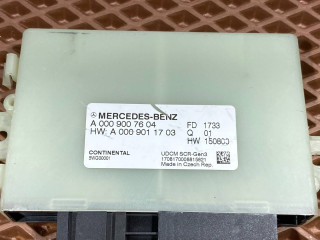 MERCEDES-BENZ
A 000 900 76 04 FD 1733
HW: A 000 901 17 03 Q 01
HW 150800
CONTINENTAL UDCM SCR-Gen3
Made in Czech Rep.